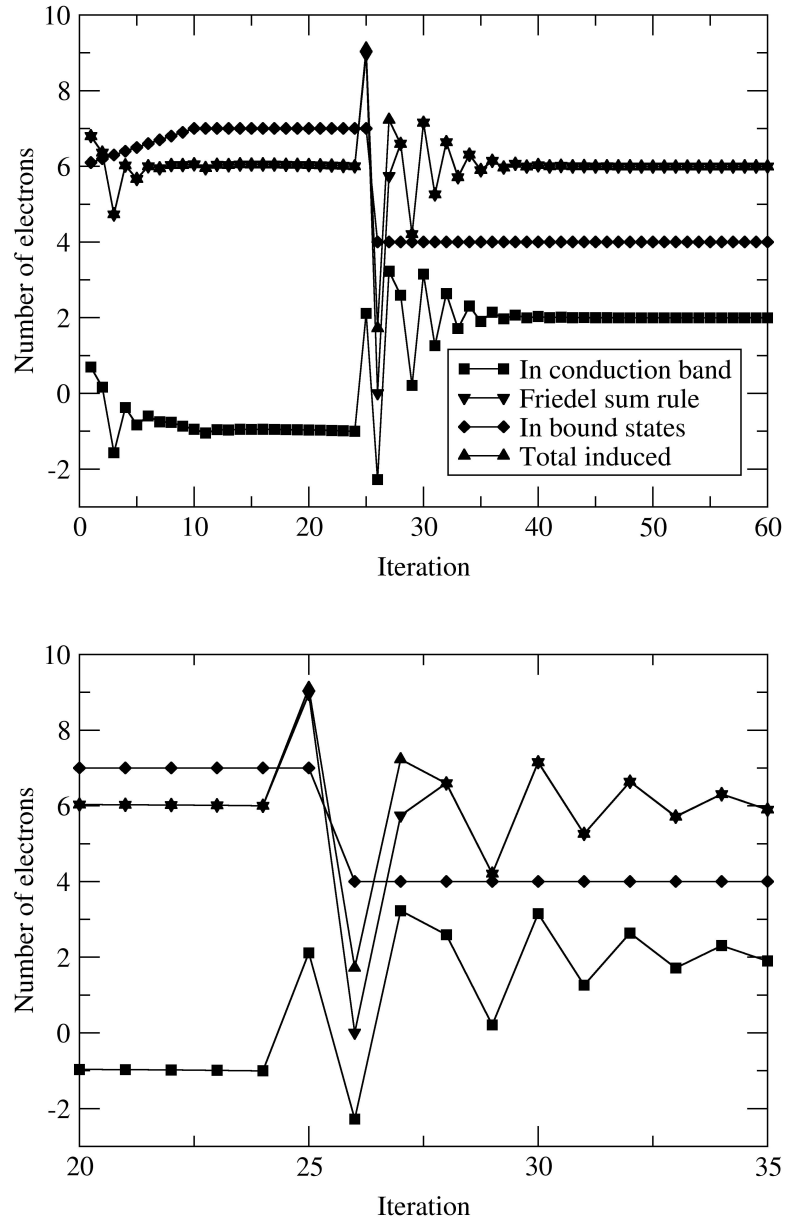 10
8
6
4
2
0
-2
Number of electrons
In conduction band
Friedel sum rule
In bound states
Total induced
0 10 20 30 40 50 60
Iteration
10
8
6
4
2
0
-2
Number of electrons
20 25 30 35
Iteration